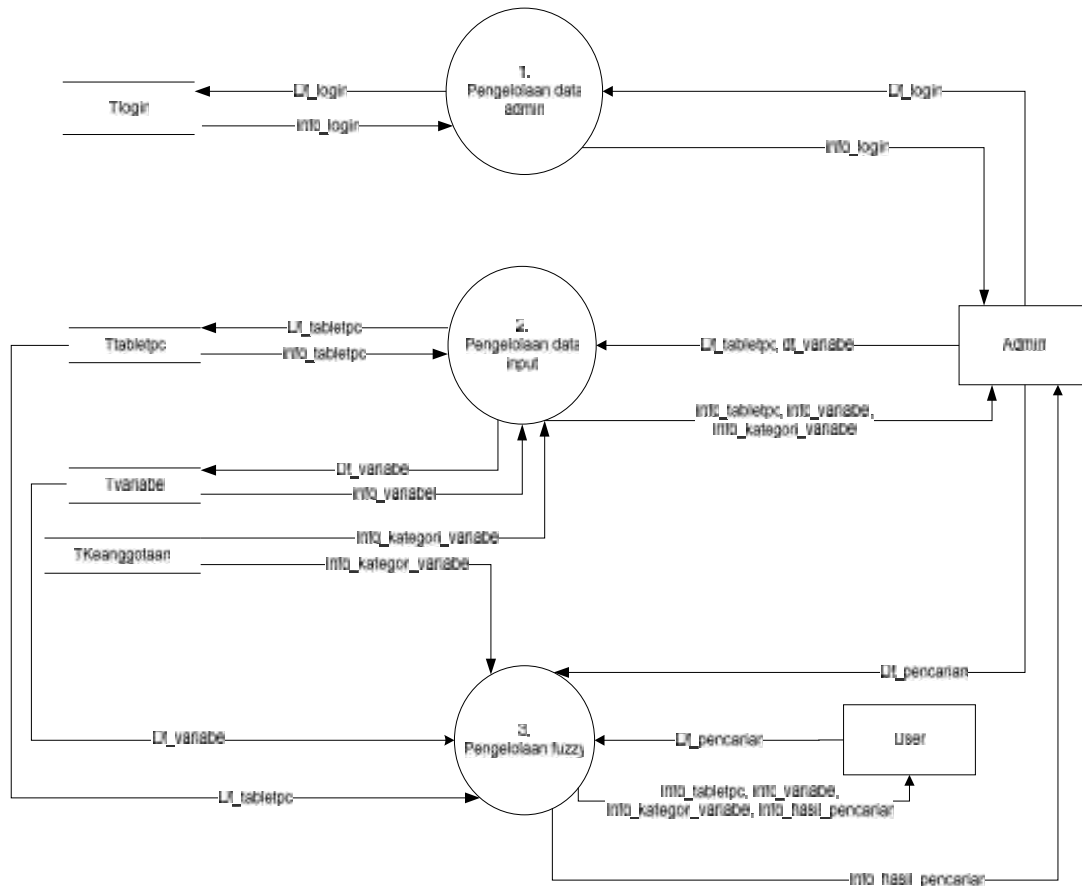 1.
Pengelolaan data
admin
Dt_login
Dt_login
Tlogin
info_login
info_login
2.
Pengelolaan data
input
Dt_tabletpc
Ttabletpc
info_tabletpc
Dt_tabletpc, dt_variabel
Admin
info_tabletpc, info_variabel,
info_kategori_variabel
Dt_variabel
Tvariabel
info_variabel
info_kategori_variabel
TKeanggotaan
info_kategori_variabel
Dt_pencarian
3.
Pengelolaan fuzzy
Dt_variabel
Dt_pencarian
User
Dt_tabletpc
info_tabletpc, info_variabel,
info_kategori_variabel, info_hasil_pencarian
info_hasil_pencarian